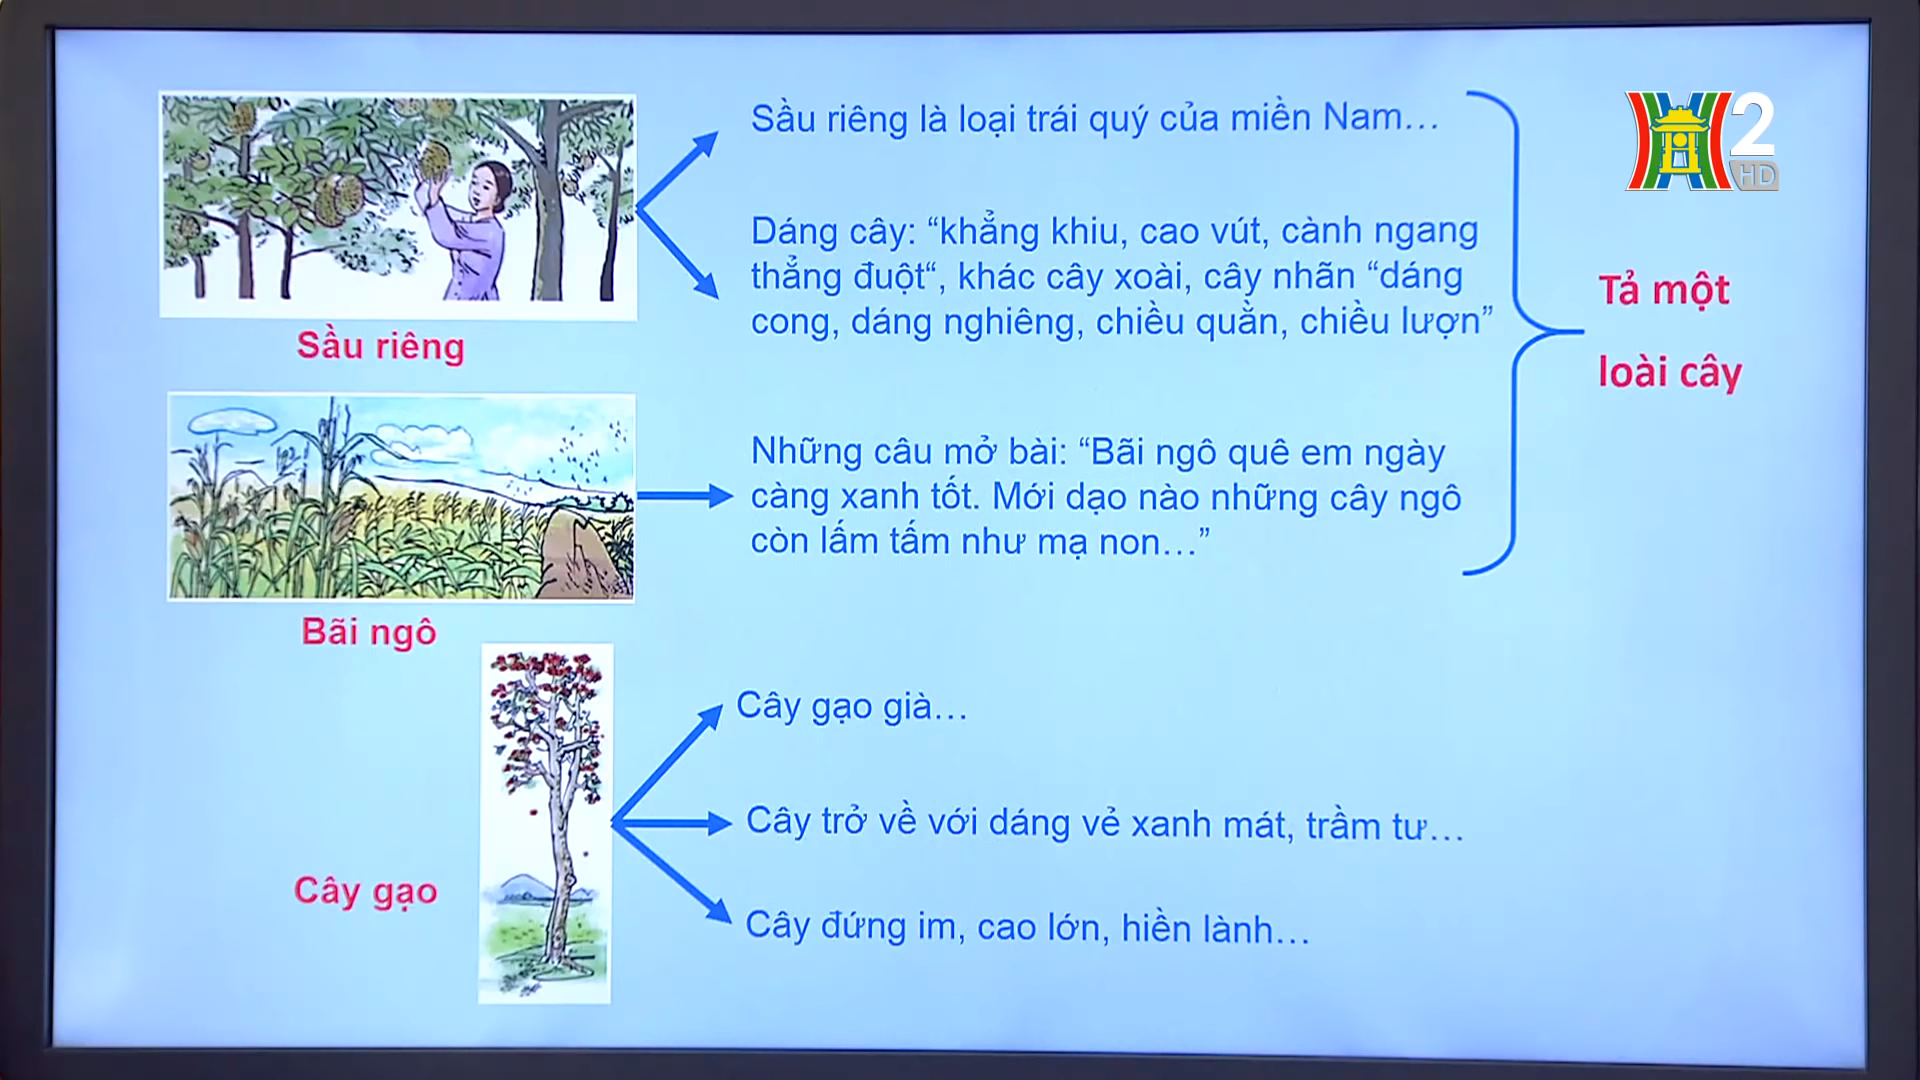 Sầu riêng là loại trái quý của miền Nam…
Dáng cây: “khẳng khiu, cao vút, cành ngang
thẳng đuột“, khác cây xoài, cây nhãn “dáng
cong, dáng nghiêng, chiều quằn, chiều lượn”
Sầu riêng
Những câu mở bài: “Bãi ngô quê em ngày
càng xanh tốt. Mới dạo nào những cây ngô
còn lấm tấm như mạ non…”
Bãi ngô
Tả một
loài cây
Cây gạo già…
Cây trở về với dáng vẻ xanh mát, trầm tư…
Cây đứng im, cao lớn, hiền lành…
Cây gạo
H2
HD